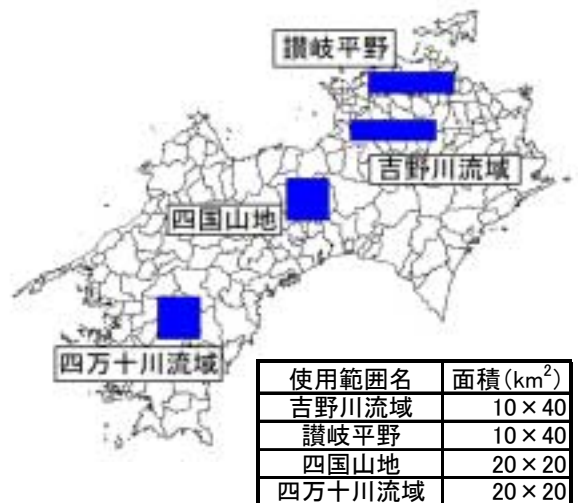 讃岐平野
吉野川流域
四国山地
四万十川流域
使用範囲名 面積(km²)
吉野川流域 10×40
讃岐平野 10×40
四国山地 20×20
四万十川流域 20×20